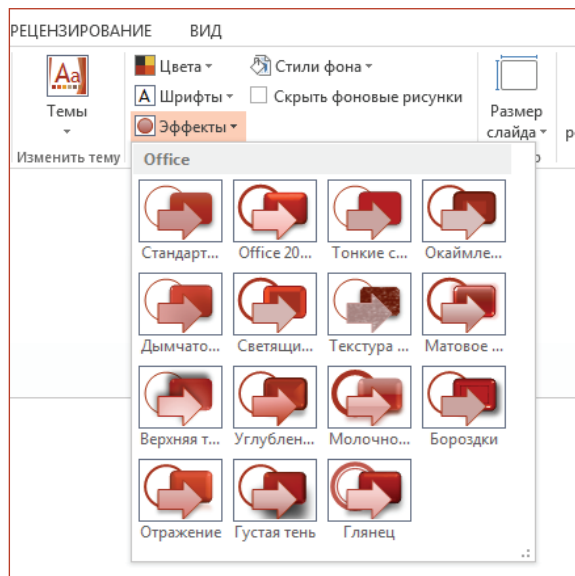 РЕЦЕНЗИРОВАНИЕ ВИД
Aa
Темы
Изменить тему
Цвета
Стили фона
A Шрифты
Скрыть фоновые рисунки
Эффекты
Размер
слайда
р
р
Office
Стандарт... Office 20... Тонкие с... Окаймле...
Дымчато... Светящи... Текстура ... Матовое ...
Верхняя т... Углублен... Молочно... Бороздки
Отражение Густая тень Глянец